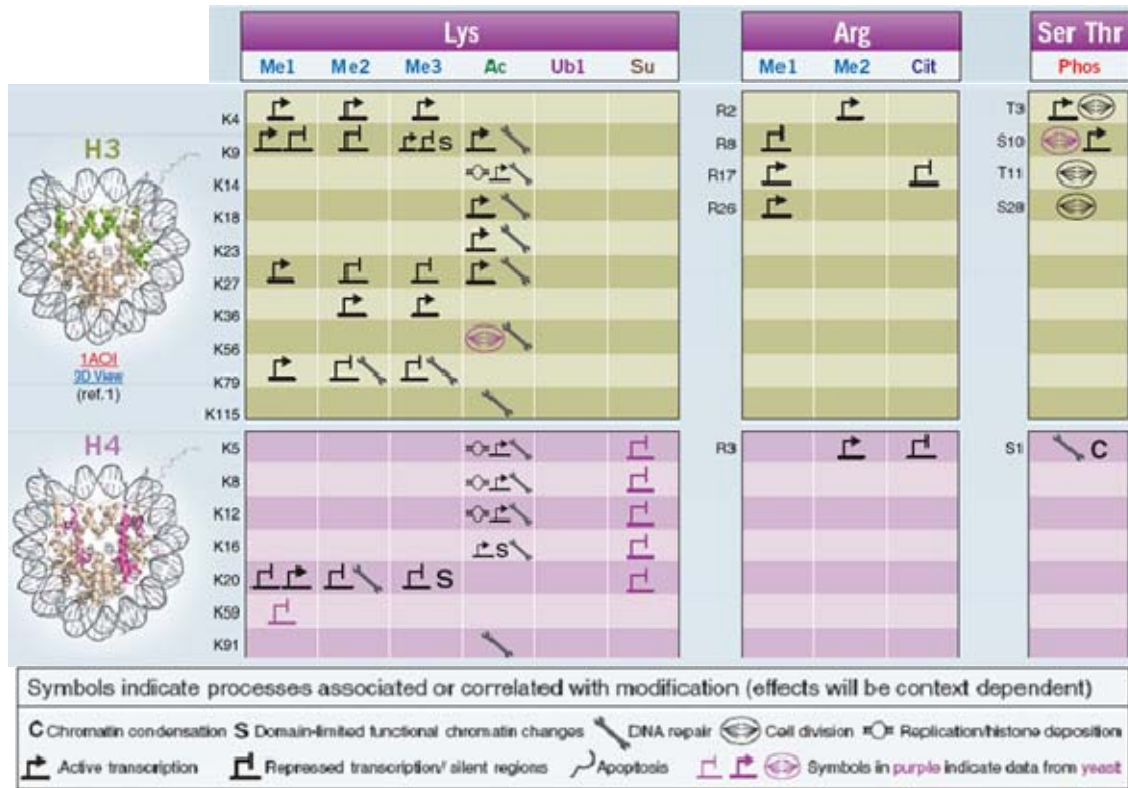 Lys Arg Ser Thr
Me1 Me2 Me3 Ac Ub1 Su Me1 Me2 Cit Phos
H3
K4 R2 T3
K9 S R8 S10
K14 R17 T11
K18 R26 S28
K23
K27
K36
K56
1AOI
3D View
(ref.1)
K79
K115
H4
K5 R3 S1 C
K8
K12
K16 S
K20 S
K59
K91
Symbols indicate processes associated or correlated with modification (effects will be context dependent)
C Chromatin condensation S Domain-limited functional chromatin changes DNA repair Cell division Replication/histone deposition
Active transcription Repressed transcription/ silent regions Apoptosis Symbols in purple indicate data from yeast